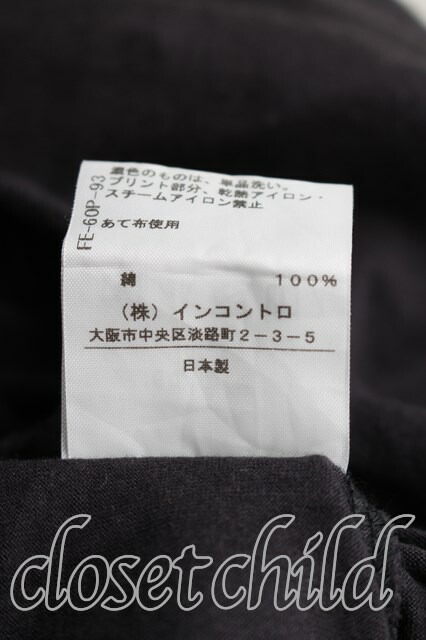 濃色のものは、単品洗い。
プリント部分、乾熱アイロン・
スチームアイロン禁止
あて布使用
FE-60P-93
綿 100%
(株)インコントロ
大阪市中央区淡路町2-3-5
日本製
closet child